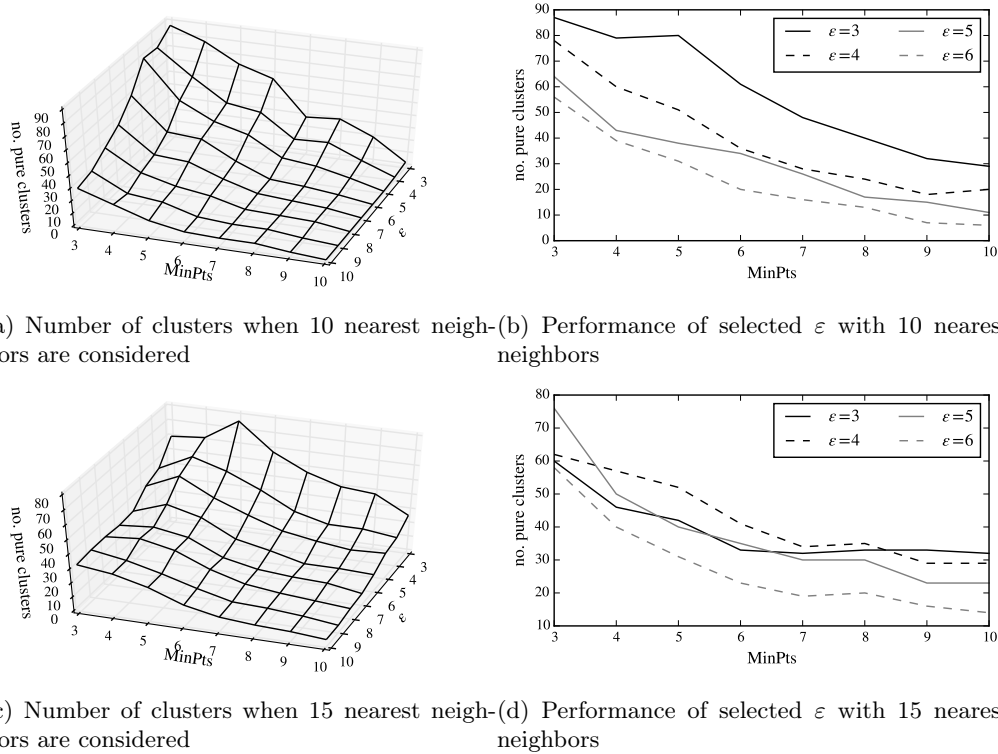 90
80
70
60
50
40
30
20
10
0
no. pure clusters
3 4 5 6 7 8 9 10
MinPts
3 4 5 6 7 8 9 10
ε
90
80
70
60
50
40
30
20
10
0
no. pure clusters
3 4 5 6 7 8 9 10
MinPts
ε=3 ε=5
ε=4 ε=6
) Number of clusters when 10 nearest neigh-
ors are considered
(b) Performance of selected ε with 10 neares
neighbors
80
70
60
50
40
30
20
10
0
no. pure clusters
3 4 5 6 7 8 9 10
MinPts
3 4 5 6 7 8 9 10
ε
80
70
60
50
40
30
20
10
no. pure clusters
3 4 5 6 7 8 9 10
MinPts
ε=3 ε=5
ε=4 ε=6
) Number of clusters when 15 nearest neigh-
ors are considered
(d) Performance of selected ε with 15 neares
neighbors